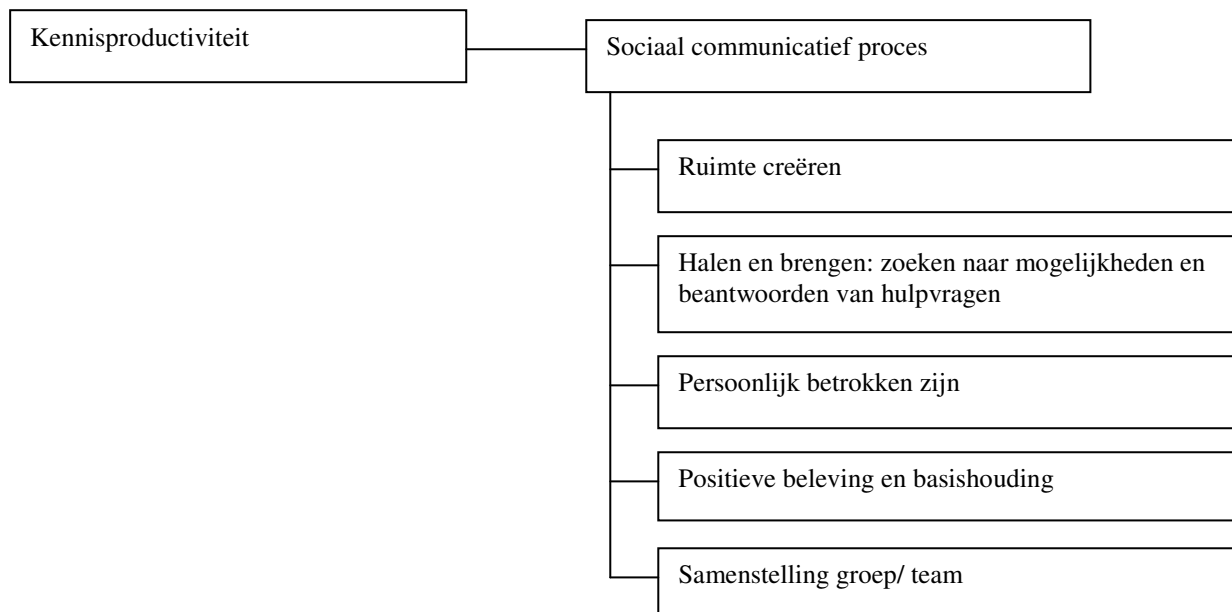 Kennisproductiviteit
Sociaal communicatief proces
Ruimte creëren
Halen en brengen: zoeken naar mogelijkheden en
beantwoorden van hulpvragen
Persoonlijk betrokken zijn
Positieve beleving en basishouding
Samenstelling groep/ team